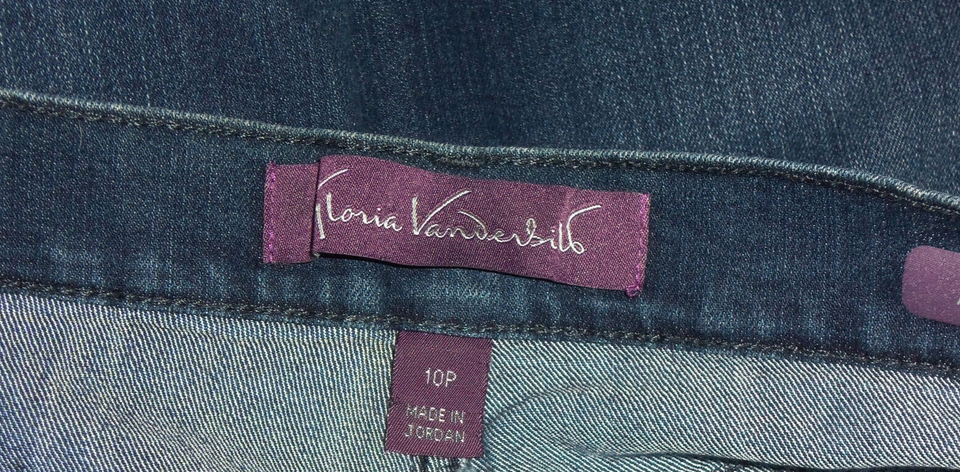 Gloria Vanderbilt
10P
MADE IN
JORDAN